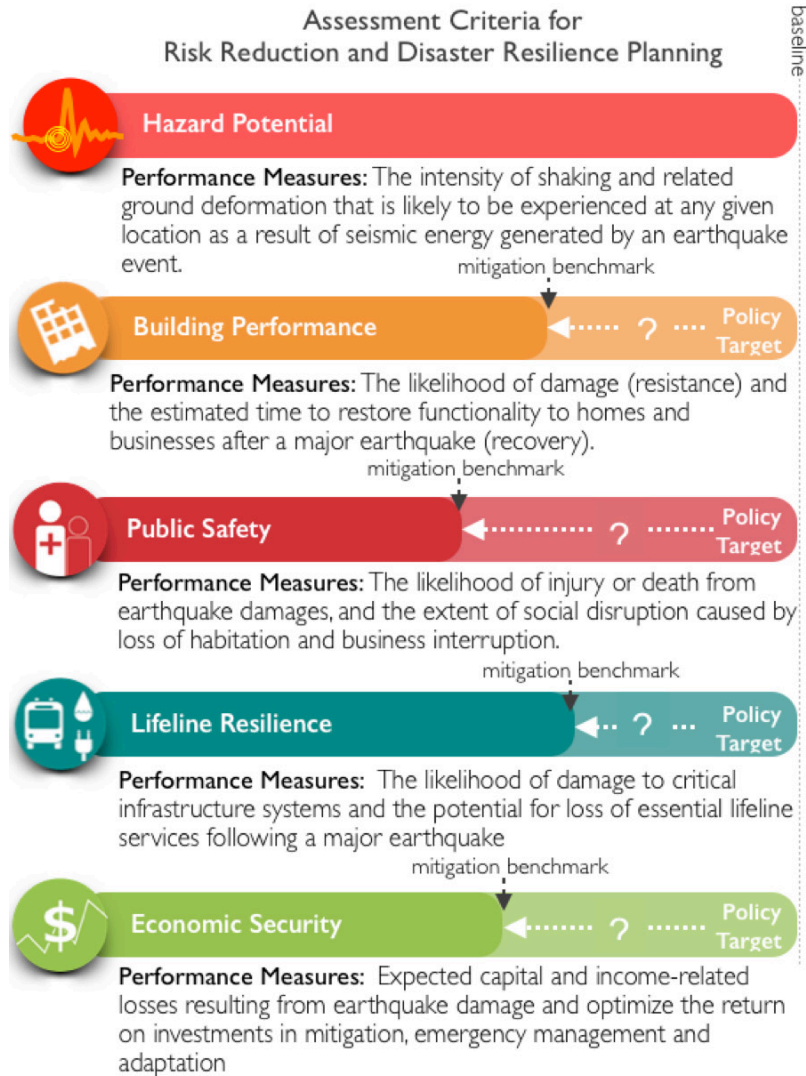 Assessment Criteria for
Risk Reduction and Disaster Resilience Planning
baseline
Hazard Potential
Performance Measures: The intensity of shaking and related
ground deformation that is likely to be experienced at any given
location as a result of seismic energy generated by an earthquake
event.
mitigation benchmark
Building Performance
? Policy
Target
Performance Measures: The likelihood of damage (resistance) and
the estimated time to restore functionality to homes and
businesses after a major earthquake (recovery).
mitigation benchmark
Public Safety
? Policy
Target
Performance Measures: The likelihood of injury or death from
earthquake damages, and the extent of social disruption caused by
loss of habitation and business interruption.
mitigation benchmark
Lifeline Resilience
? Policy
Target
Performance Measures: The likelihood of damage to critical
infrastructure systems and the potential for loss of essential lifeline
services following a major earthquake
mitigation benchmark
$
Economic Security
? Policy
Target
Performance Measures: Expected capital and income-related
losses resulting from earthquake damage and optimize the return
on investments in mitigation, emergency management and
adaptation